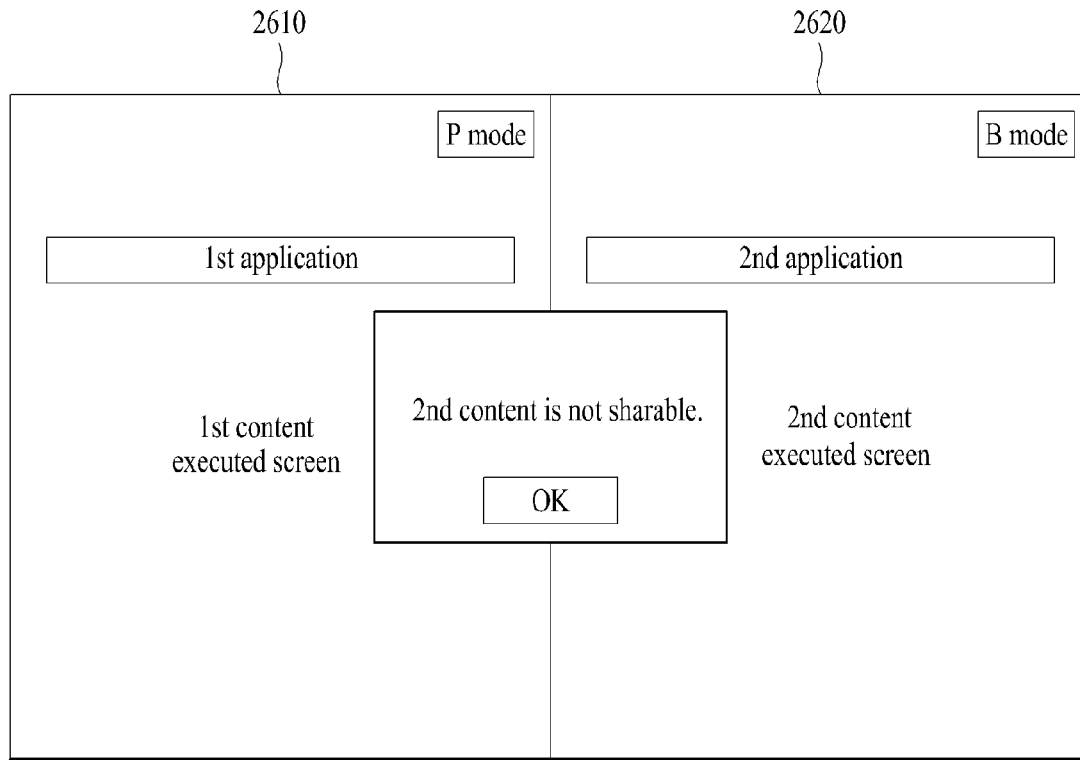 2610
2620
P mode
B mode
1st application
2nd application
2nd content is not sharable.
1st content
executed screen
2nd content
executed screen
OK